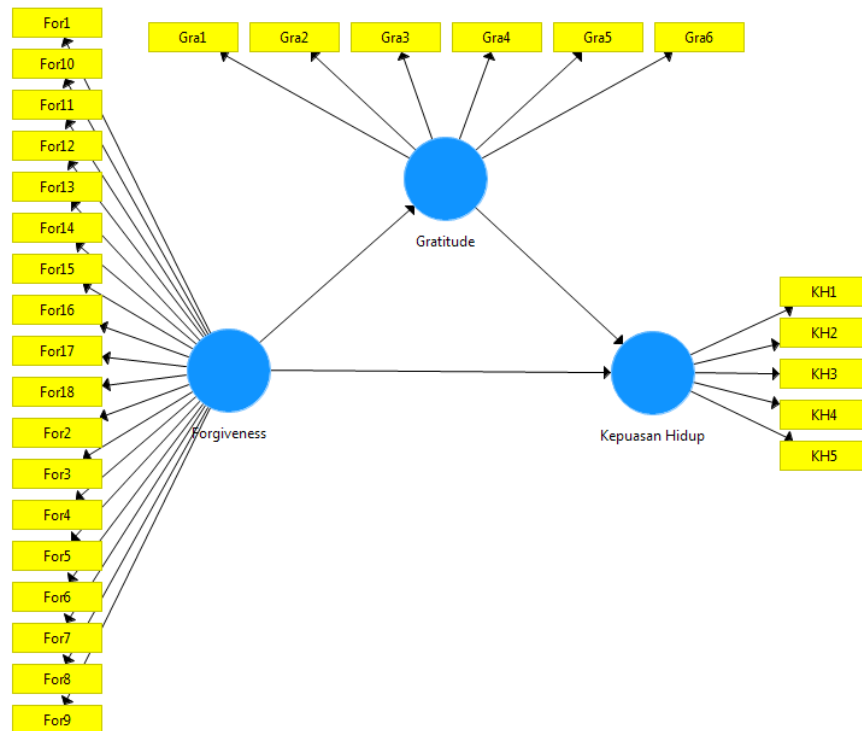 For1
For10
For11
For12
For13
For14
For15
For16
For17
For18
For2
For3
For4
For5
For6
For7
For8
For9
Gra1
Gra2
Gra3
Gra4
Gra5
Gra6
Gratitude
Forgiveness
Kepuasan Hidup
KH1
KH2
KH3
KH4
KH5